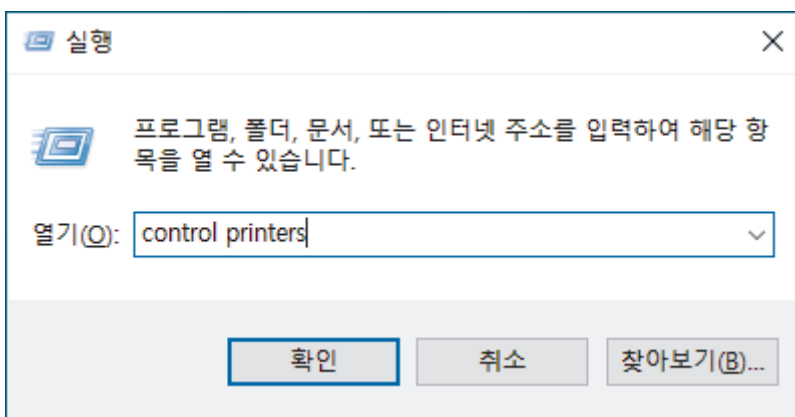 실행
프로그램, 폴더, 문서, 또는 인터넷 주소를 입력하여 해당 항
목을 열 수 있습니다.
열기(O): control printers
확인 취소 찾아보기(B)...